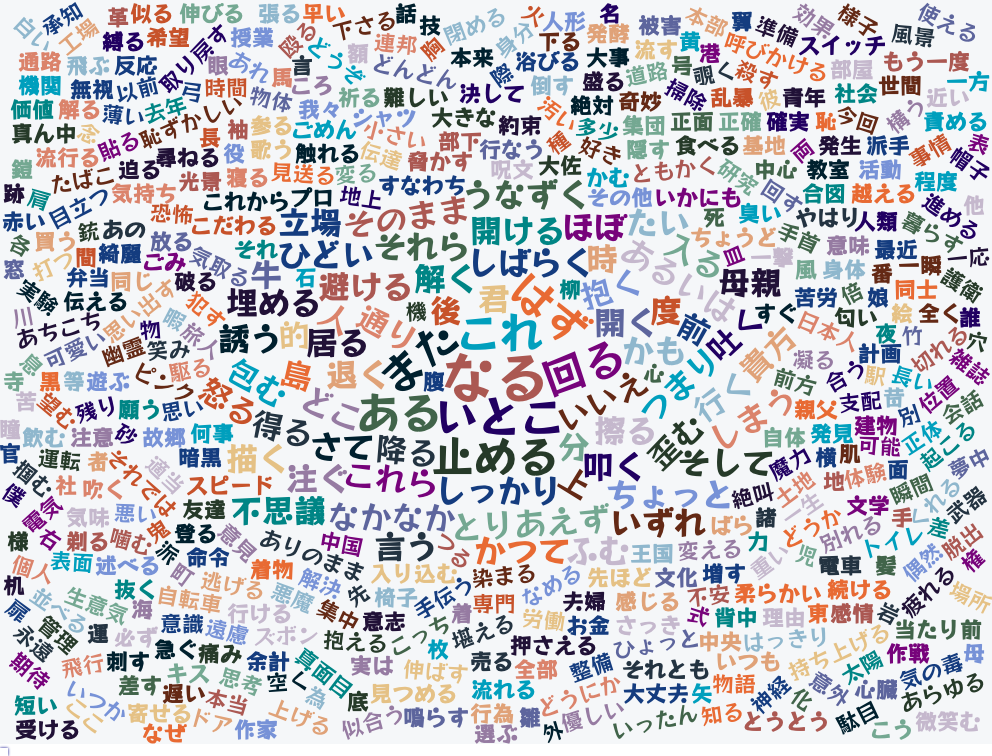 承知 革 似る 伸びる 張る 早い 下さる 話 技 火 人形 名 被害 本部 翼 効果 様子 使える
白い 工場 縛る 希望 取り戻す 授業 殴る どうぞ 額 連邦 胸 閉める 身分 下る 発酵 流す 黄 港 準備 スイッチ 風景
通路 飛ぶ 反応 眼 あれ 馬 言 どんどん 本来 際 浴びる 大事 道路 号 呼びかける 部屋 もう一度
機関 無視 以前 弓 時間 物体 ころ 祈る 難しい 決して 倒す 盛る 覗く 殺す 掃除 乱暴 彼 青年 社会 世間 一方
価値 解る 薄い 去年 恥ずかしい 我々 シャツ 大きな 約束 汚い 絶対 奇妙 近い
真ん中 念 貼る 長 袖 参る ごめん 小さい 部下 種 多少 集団 正面 正確 確実 恥 今回 構う 責める
鎧 流行る 迫る 尋ねる 役 歌う 触れる 伝達 脅かす 行なう 好き 隠す 食べる 基地 両 発生 派手 事情 表 帽子
跡 肩 たばこ 気持ち 光景 寝る 見送る 変る すなわち 呪文 大佐 かむ ともかく 研究 中心 教室 活動 程度
赤い 目立つ 恐怖 これから プロ 地上 うなずく その他 いかにも 回す 合図 越える 進める 他
各 買う 銃 あの こだわる 立場 そのまま 開ける ほぼ たい 死 臭い やはり 人類 暮らす
窓 打つ 間 綺麗 放る 気取る それ ひどい それら しばらく 時 入る ちょうど 目 一撃 手首 意味 最近 一応
実験 弁当 同じ ごみ 破る 牛 石 避ける 解く 君 はず 柳 抱く あるいは 母親 風 身体 番 一瞬 護衛
川 伝える 思い出す 犯す 埋める 機 後 度 すぐ 苦労 倍 娘 同士
あちこち 物 暇 旅 人 通り また これ 開く 前 吐く 日本人 匂い 絵 全く 誰
息 可愛い 幽霊 笑み 誘う 的 居る かも つまり 貴方 凝る 夜 竹 穴
寺 黒 等 遊ぶ ピンク 駆る 包む 島 退く 腹 なる 回る 心 行く 前方 合う 計画 駅 切れる 雑誌
苦 望む 残り 願う 思い 怒る どこ ある いとこ いいえ しまう 親父 支配 昔 長い 位置
瞳 飲む 注意 砂 故郷 何事 得る さて 降る 止める 分 擦る 歪む そして 自体 発見 建物 別 会話
官 運転 者 暗黒 描く 注ぐ これら しっかり 上 叩く 魔力 横 肌 可能 正体 起こる
掴む 社 吹く それでは 適当 スピード ちょっと 絶叫 土地 地 体験 面 夢中
僕 電気 気味 悪い 友達 不思議 なかなか とりあえず いずれ ばら 諸 一生 文学 瞬間 武器
様 右 剃る 噛む 鬼 登る 意見 ありのまま 中国 言う つる かつて ふむ 王国 変える 力 どうか 別れる 手 くれる 差
個人 表面 述べる 派 命令 着物 解決 入り込む 染まる なめる 先ほど 文化 増す 重い 児 電車 髪 トイレ 偶然 脱出 権
机 並べる 抜く 町 逃げる 悪魔 先 椅子 手伝う 専門 夫婦 感じる 不安 柔らかい 続ける 場所
扉 生意気 海 自転車 行ける 集中 意志 着 堪える 労働 お金 さっき 式 背中 理由 東 感情 岩 疲れる
永遠 管理 運 必ず 意識 遠慮 ズボン 抱える こっち 枚 押さえる ひょっと 中央 はっきり 当たり前
期待 飛行 刺す 急ぐ 痛み 余計 真面目 実は 伸ばす 売る 全部 整備 それとも いつも 持ち上げる 太陽 作戦 母
短い いつか 差す キス 思考 空く 為 底 見つめる 流れる どうにか 大丈夫 矢 物語 神経 化 意外 心臓 気の毒
受ける ここ 寄せる 遅い 本当 ドア 作家 上げる 似合う 鳴らす 行為 雛 優しい いったん 知る とうとう 駄目 あらゆる
なぜ 選ぶ 外 こう 微笑む